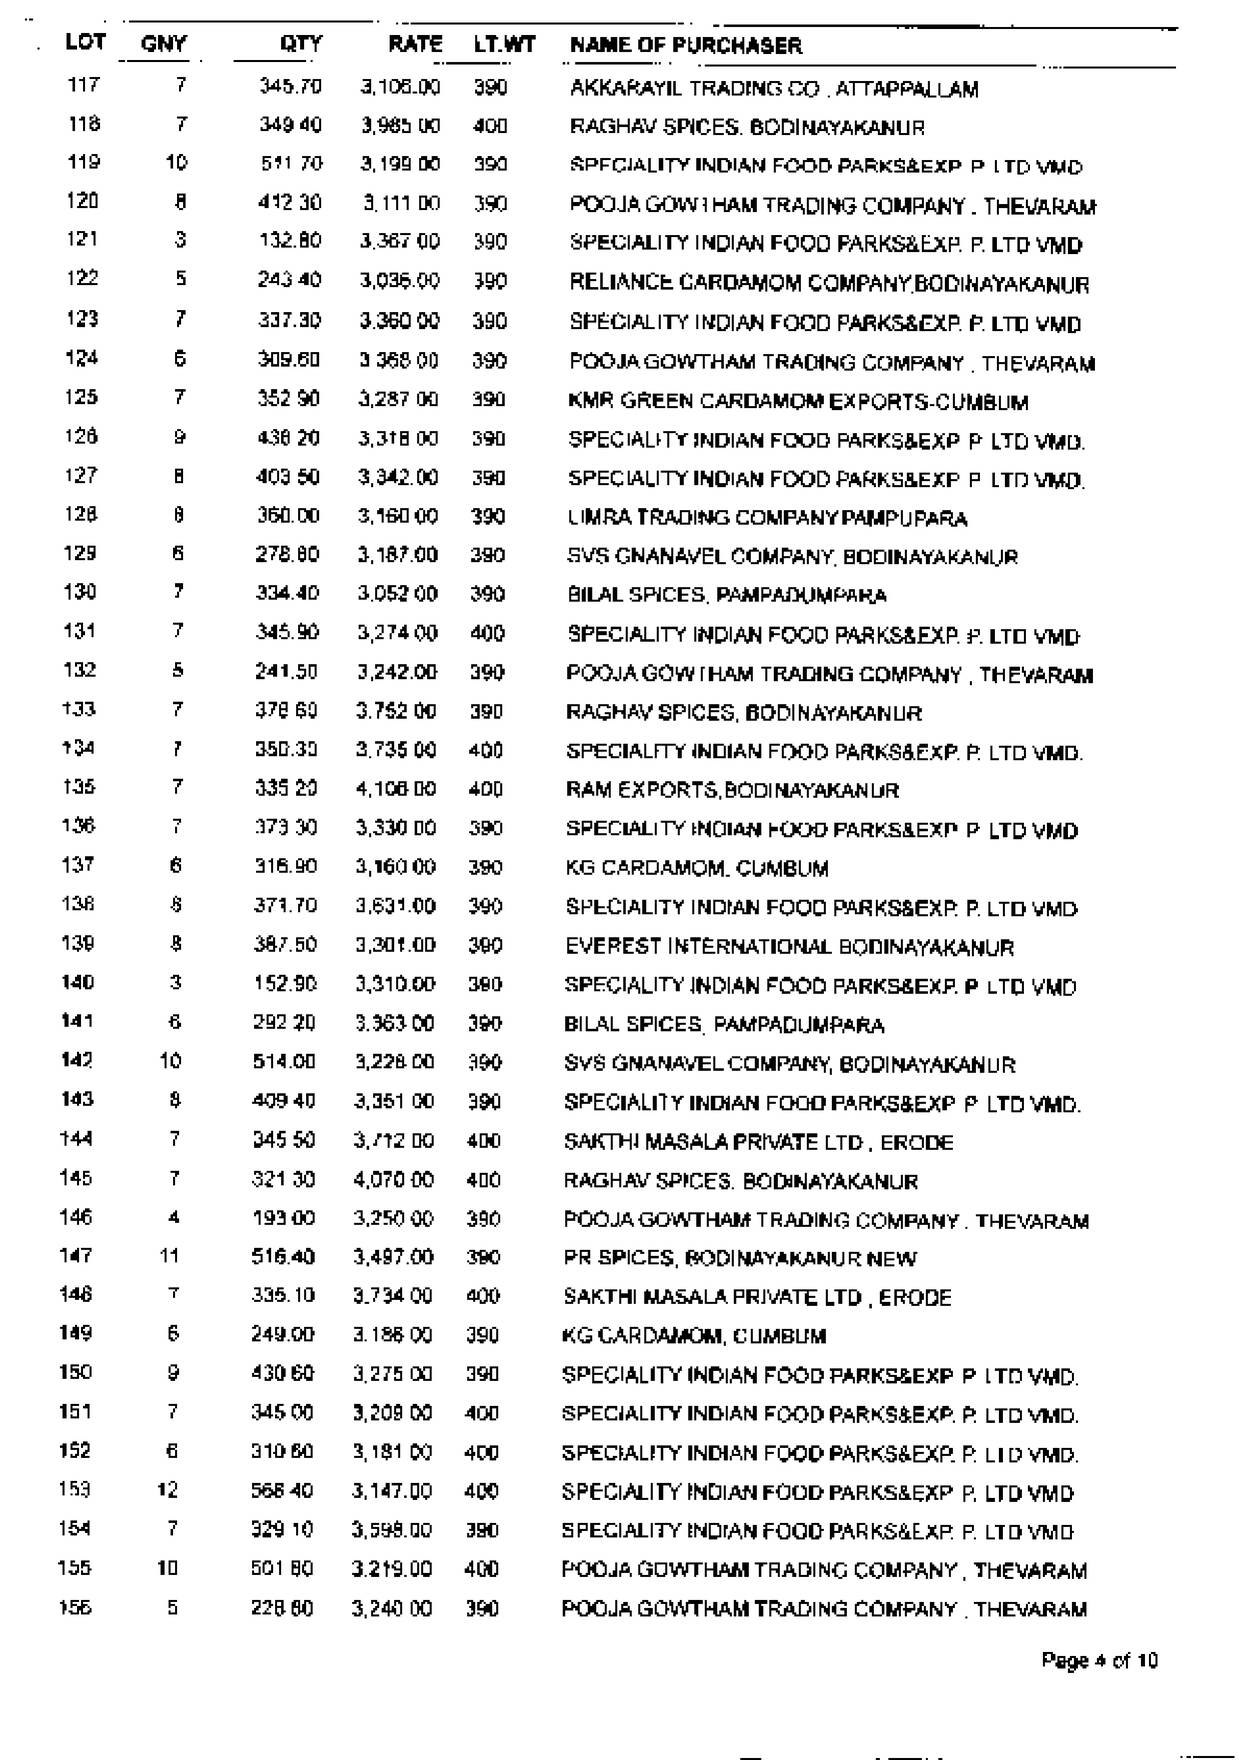 LOT GNY QTY RATE LT.WT NAME OF PURCHASER
117 7 345.70 3,106.00 390 AKKARAYIL TRADING CO , ATTAPPALLAM
118 7 349.40 3,985.00 400 RAGHAV SPICES, BODINAYAKANUR
119 10 511.70 3,199.00 390 SPECIALITY INDIAN FOOD PARKS&EXP. P. LTD VMD
120 8 412.30 3,111.00 390 POOJA GOWTHAM TRADING COMPANY , THEVARAM
121 3 132.80 3,367.00 390 SPECIALITY INDIAN FOOD PARKS&EXP. P. LTD VMD
122 5 243.40 3,036.00 390 RELIANCE CARDAMOM COMPANY,BODINAYAKANUR
123 7 337.30 3,360.00 390 SPECIALITY INDIAN FOOD PARKS&EXP. P. LTD VMD
124 6 309.60 3,368.00 390 POOJA GOWTHAM TRADING COMPANY , THEVARAM
125 7 352.90 3,287.00 390 KMR GREEN CARDAMOM EXPORTS-CUMBUM
126 9 436.20 3,318.00 390 SPECIALITY INDIAN FOOD PARKS&EXP. P. LTD VMD.
127 8 403.50 3,342.00 390 SPECIALITY INDIAN FOOD PARKS&EXP. P. LTD VMD.
128 8 360.00 3,160.00 390 LIMRA TRADING COMPANY PAMPUPARA
129 6 278.80 3,187.00 390 SVS GNANAVEL COMPANY, BODINAYAKANUR
130 7 334.40 3,052.00 390 BILAL SPICES, PAMPADUMPARA
131 7 345.90 3,274.00 400 SPECIALITY INDIAN FOOD PARKS&EXP. P. LTD VMD
132 5 241.50 3,242.00 390 POOJA GOWTHAM TRADING COMPANY , THEVARAM
133 7 378.60 3,752.00 390 RAGHAV SPICES, BODINAYAKANUR
134 7 350.30 3,735.00 400 SPECIALITY INDIAN FOOD PARKS&EXP. P. LTD VMD.
135 7 335.20 4,108.00 400 RAM EXPORTS,BODINAYAKANUR
136 7 373.30 3,330.00 390 SPECIALITY INDIAN FOOD PARKS&EXP. P. LTD VMD
137 6 316.90 3,160.00 390 KG CARDAMOM, CUMBUM
138 8 371.70 3,631.00 390 SPECIALITY INDIAN FOOD PARKS&EXP. P. LTD VMD
139 8 387.50 3,301.00 390 EVEREST INTERNATIONAL BODINAYAKANUR
140 3 152.90 3,310.00 390 SPECIALITY INDIAN FOOD PARKS&EXP. P LTD VMD
141 6 292.20 3,363.00 390 BILAL SPICES, PAMPADUMPARA
142 10 514.00 3,228.00 390 SVS GNANAVEL COMPANY, BODINAYAKANUR
143 8 409.40 3,351.00 390 SPECIALITY INDIAN FOOD PARKS&EXP. P. LTD VMD.
144 7 345.50 3,712.00 400 SAKTHI MASALA PRIVATE LTD , ERODE
145 7 321.30 4,070.00 400 RAGHAV SPICES, BODINAYAKANUR
146 4 193.00 3,250.00 390 POOJA GOWTHAM TRADING COMPANY , THEVARAM
147 11 516.40 3,497.00 390 PR SPICES, BODINAYAKANUR NEW
148 7 335.10 3,734.00 400 SAKTHI MASALA PRIVATE LTD , ERODE
149 6 249.00 3,186.00 390 KG CARDAMOM, CUMBUM
150 9 430.60 3,275.00 390 SPECIALITY INDIAN FOOD PARKS&EXP. P. LTD VMD.
151 7 345.00 3,209.00 400 SPECIALITY INDIAN FOOD PARKS&EXP. P. LTD VMD.
152 6 310.60 3,181.00 400 SPECIALITY INDIAN FOOD PARKS&EXP. P. LTD VMD.
153 12 568.40 3,147.00 400 SPECIALITY INDIAN FOOD PARKS&EXP. P. LTD VMD
154 7 329.10 3,598.00 390 SPECIALITY INDIAN FOOD PARKS&EXP. P. LTD VMD
155 10 501.80 3,219.00 400 POOJA GOWTHAM TRADING COMPANY , THEVARAM
156 5 228.80 3,240.00 390 POOJA GOWTHAM TRADING COMPANY , THEVARAM
Page 4 of 10